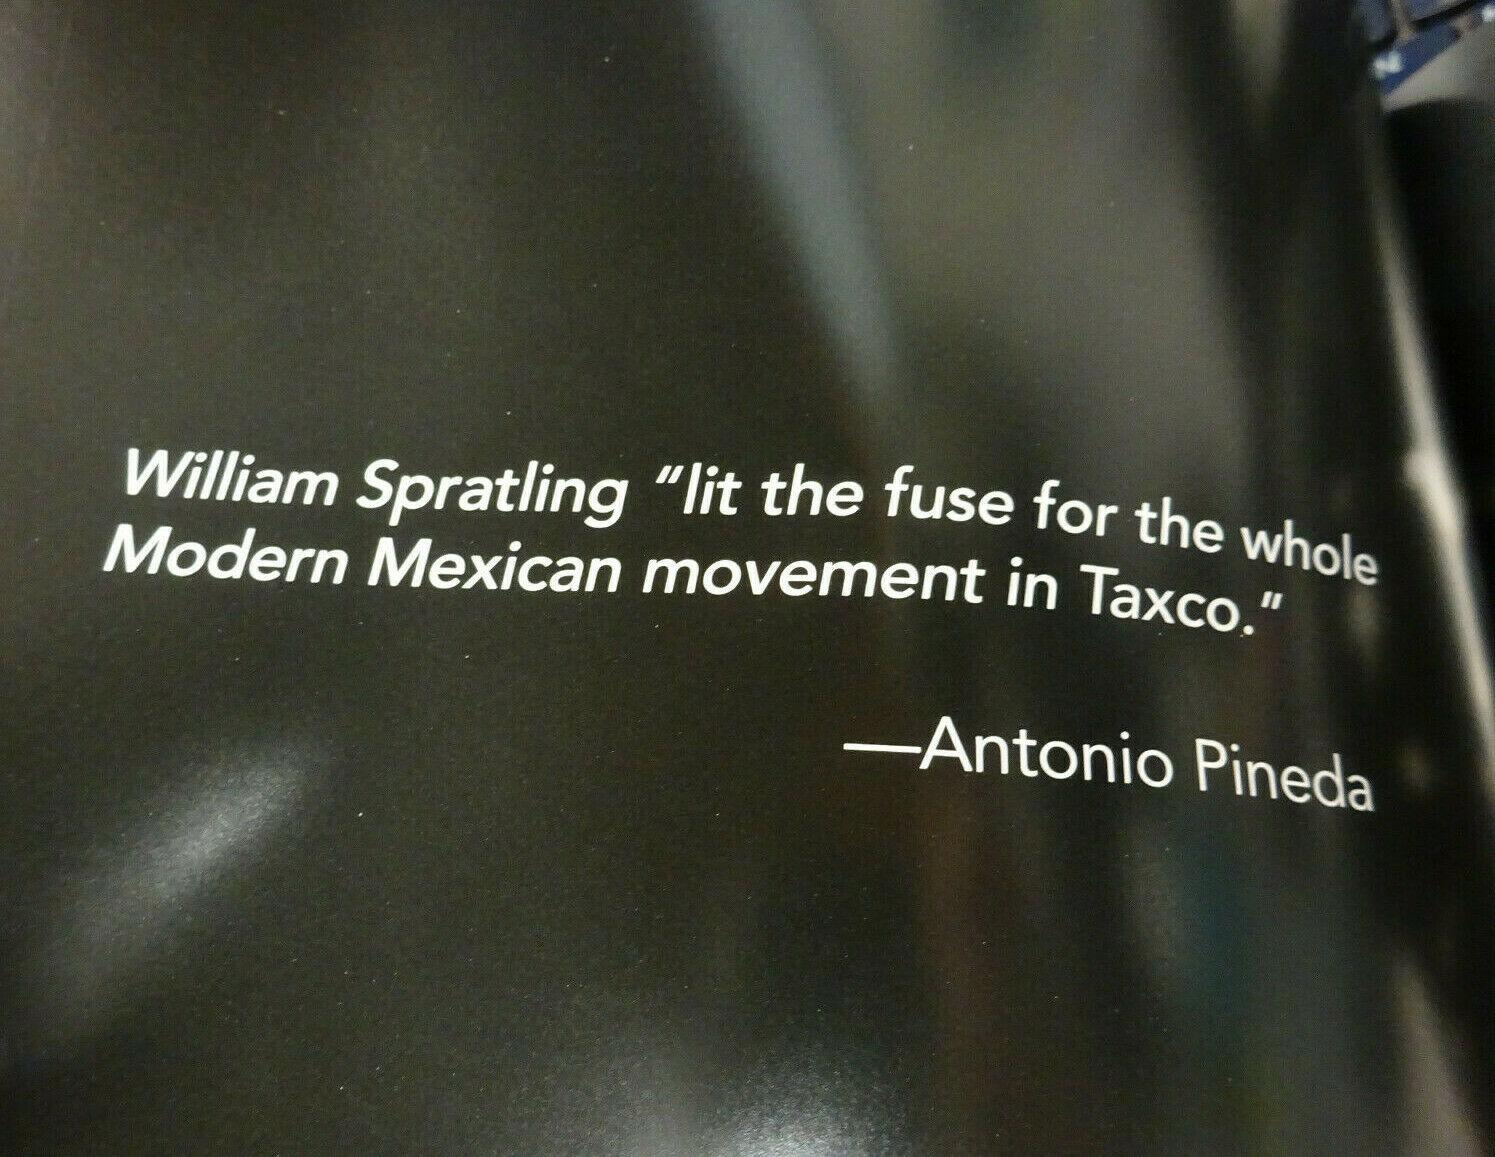 William Spratling “lit the fuse for the whole
Modern Mexican movement in Taxco.”
—Antonio Pineda